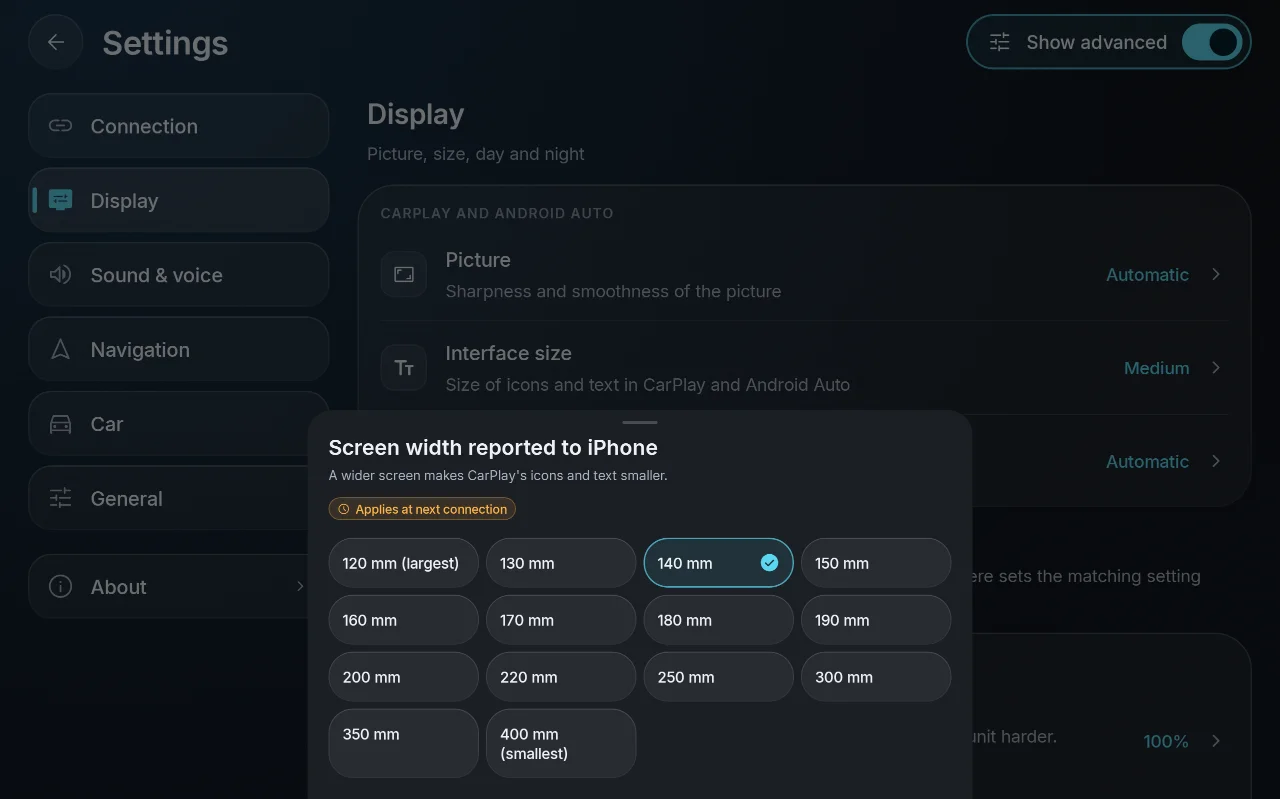 Settings
Show advanced
Connection
Display
Sound & voice
Navigation
Car
General
About
Display
Picture, size, day and night
CARPLAY AND ANDROID AUTO
Picture
Sharpness and smoothness of the picture
Automatic
Tт
Interface size
Size of icons and text in CarPlay and Android Auto
Medium
Automatic
ere sets the matching setting
unit harder.
100%
Screen width reported to iPhone
A wider screen makes CarPlay's icons and text smaller.
Applies at next connection
120 mm (largest)
130 mm
140 mm
150 mm
160 mm
170 mm
180 mm
190 mm
200 mm
220 mm
250 mm
300 mm
350 mm
400 mm
(smallest)